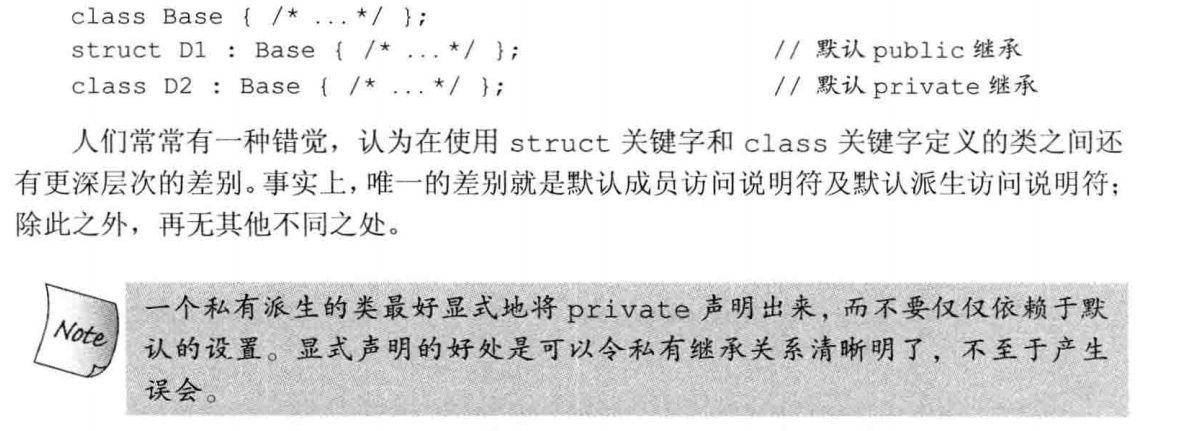 class Base { /* ...*/ };
struct D1 : Base { /* ...*/ }; // 默认 public 继承
class D2 : Base { /* ...*/ }; // 默认 private 继承
人们常常有一种错觉，认为在使用 struct 关键字和 class 关键字定义的类之间还
有更深层次的差别。事实上，唯一的差别就是默认成员访问说明符及默认派生访问说明符；
除此之外，再无其他不同之处。
Note
一个私有派生的类最好显式地将 private 声明出来，而不要仅仅依赖于默
认的设置。显式声明的好处是可以令私有继承关系清晰明了，不至于产生
误会。